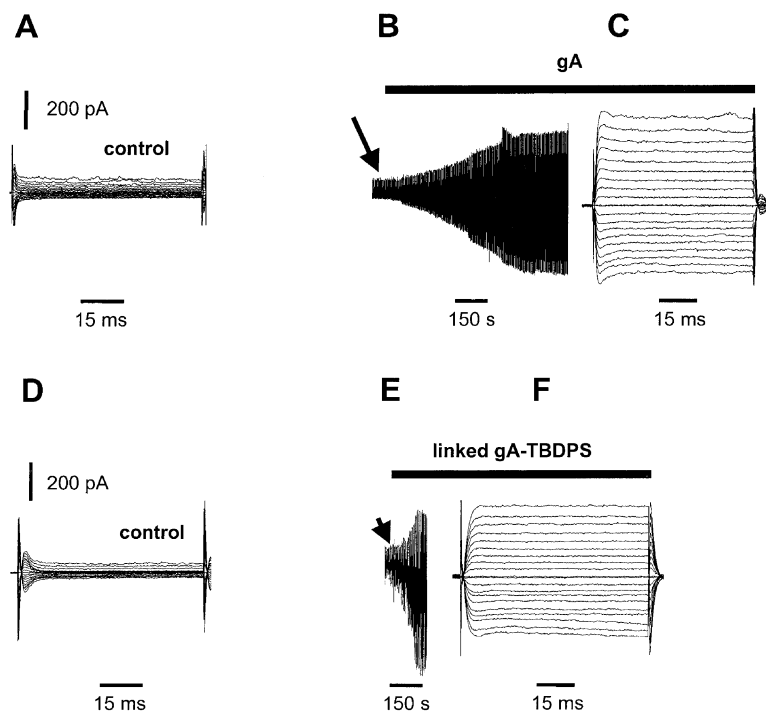 A
B
C
gA
200 pA
control
15 ms
150 s
15 ms
D
E
F
linked gA-TBDPS
200 pA
control
15 ms
150 s
15 ms